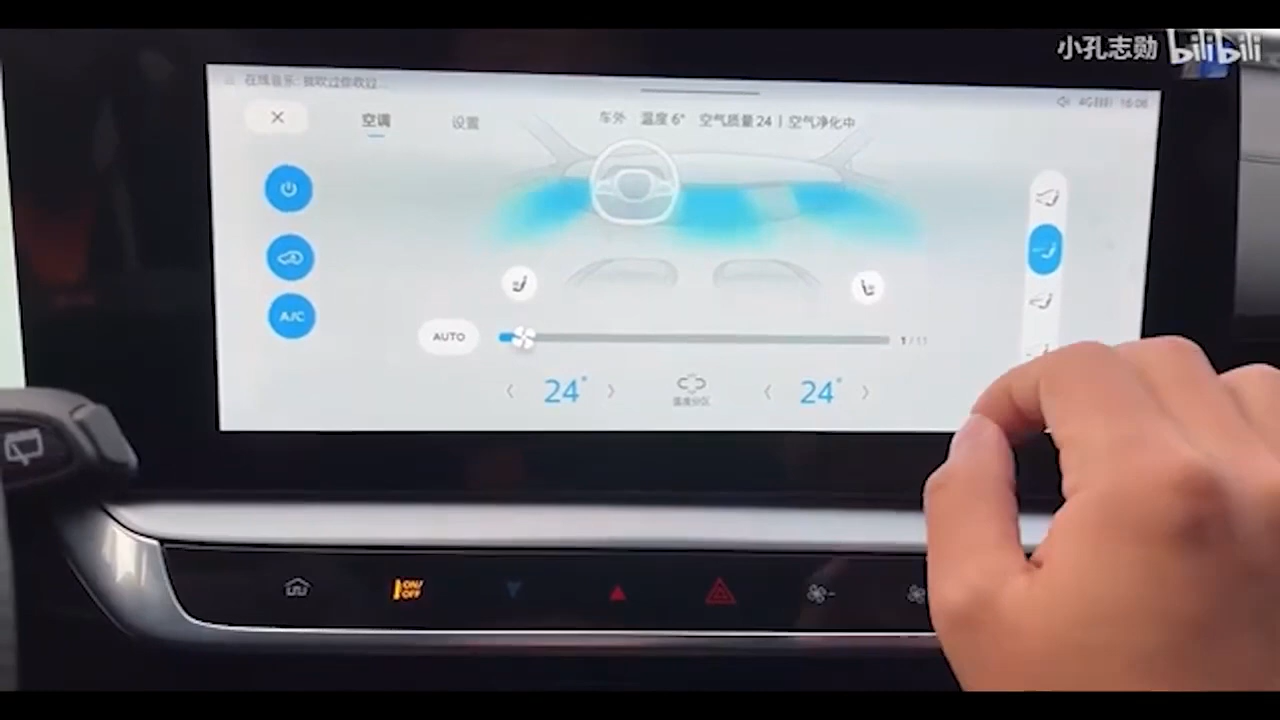 小孔志勋 bilibili
在线音乐: 我吹过你吹过...
4G 16:08
空调 设置 车外 温度 6° 空气质量 24 | 空气净化中
A/C
AUTO 1/11
24° 24°
温度分区
ON/
OFF